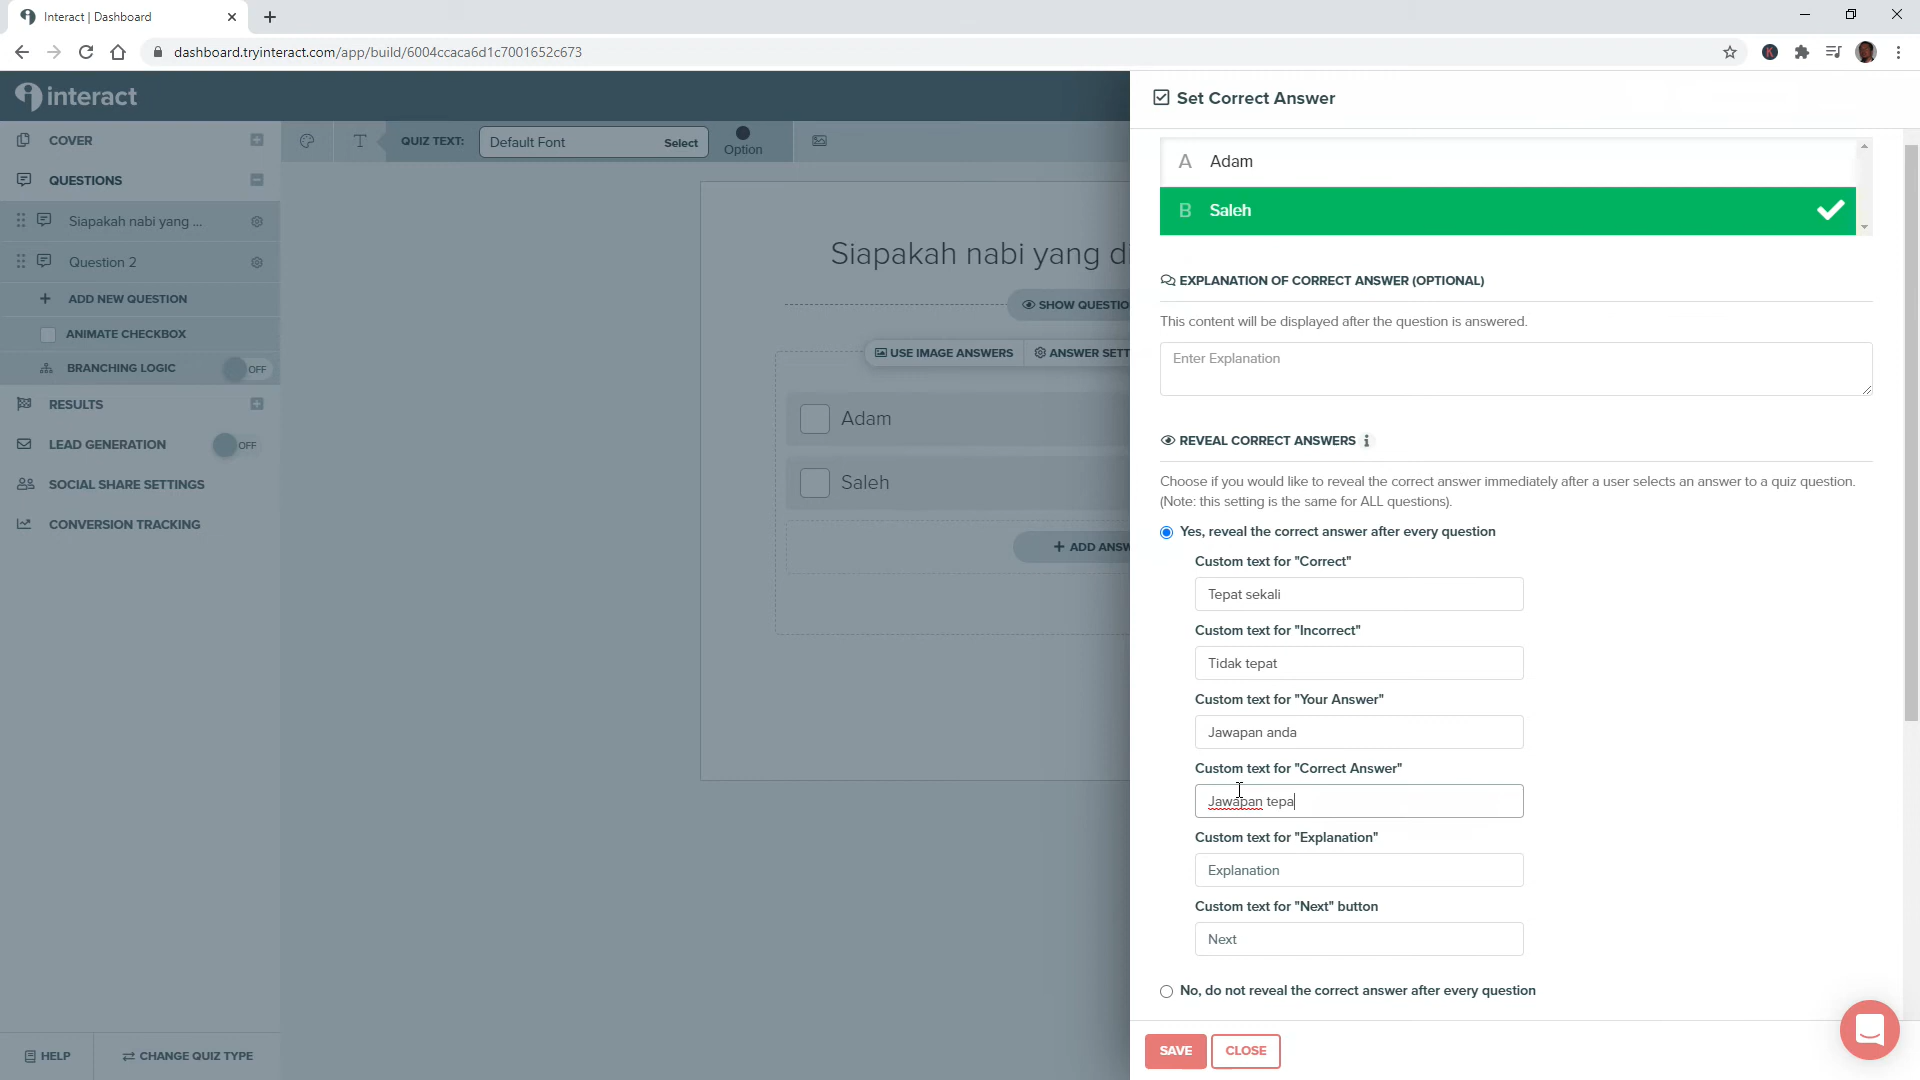 Interact | Dashboard
dashboard.tryinteract.com/app/build/6004ccaca6d1c7001652c673
interact
COVER
QUESTIONS
Siapakah nabi yang ...
Question 2
ADD NEW QUESTION
ANIMATE CHECKBOX
BRANCHING LOGIC
OFF
RESULTS
LEAD GENERATION
OFF
SOCIAL SHARE SETTINGS
CONVERSION TRACKING
HELP
CHANGE QUIZ TYPE
QUIZ TEXT:
Default Font
Select
Option
Siapakah nabi yang di
SHOW QUESTIO
USE IMAGE ANSWERS
ANSWER SETT
Adam
Saleh
+ ADD ANSW
Set Correct Answer
A Adam
B Saleh
EXPLANATION OF CORRECT ANSWER (OPTIONAL)
This content will be displayed after the question is answered.
Enter Explanation
REVEAL CORRECT ANSWERS
Choose if you would like to reveal the correct answer immediately after a user selects an answer to a quiz question.
(Note: this setting is the same for ALL questions).
Yes, reveal the correct answer after every question
Custom text for "Correct"
Tepat sekali
Custom text for "Incorrect"
Tidak tepat
Custom text for "Your Answer"
Jawapan anda
Custom text for "Correct Answer"
Jawapan tepa
Custom text for "Explanation"
Explanation
Custom text for "Next" button
Next
No, do not reveal the correct answer after every question
SAVE
CLOSE